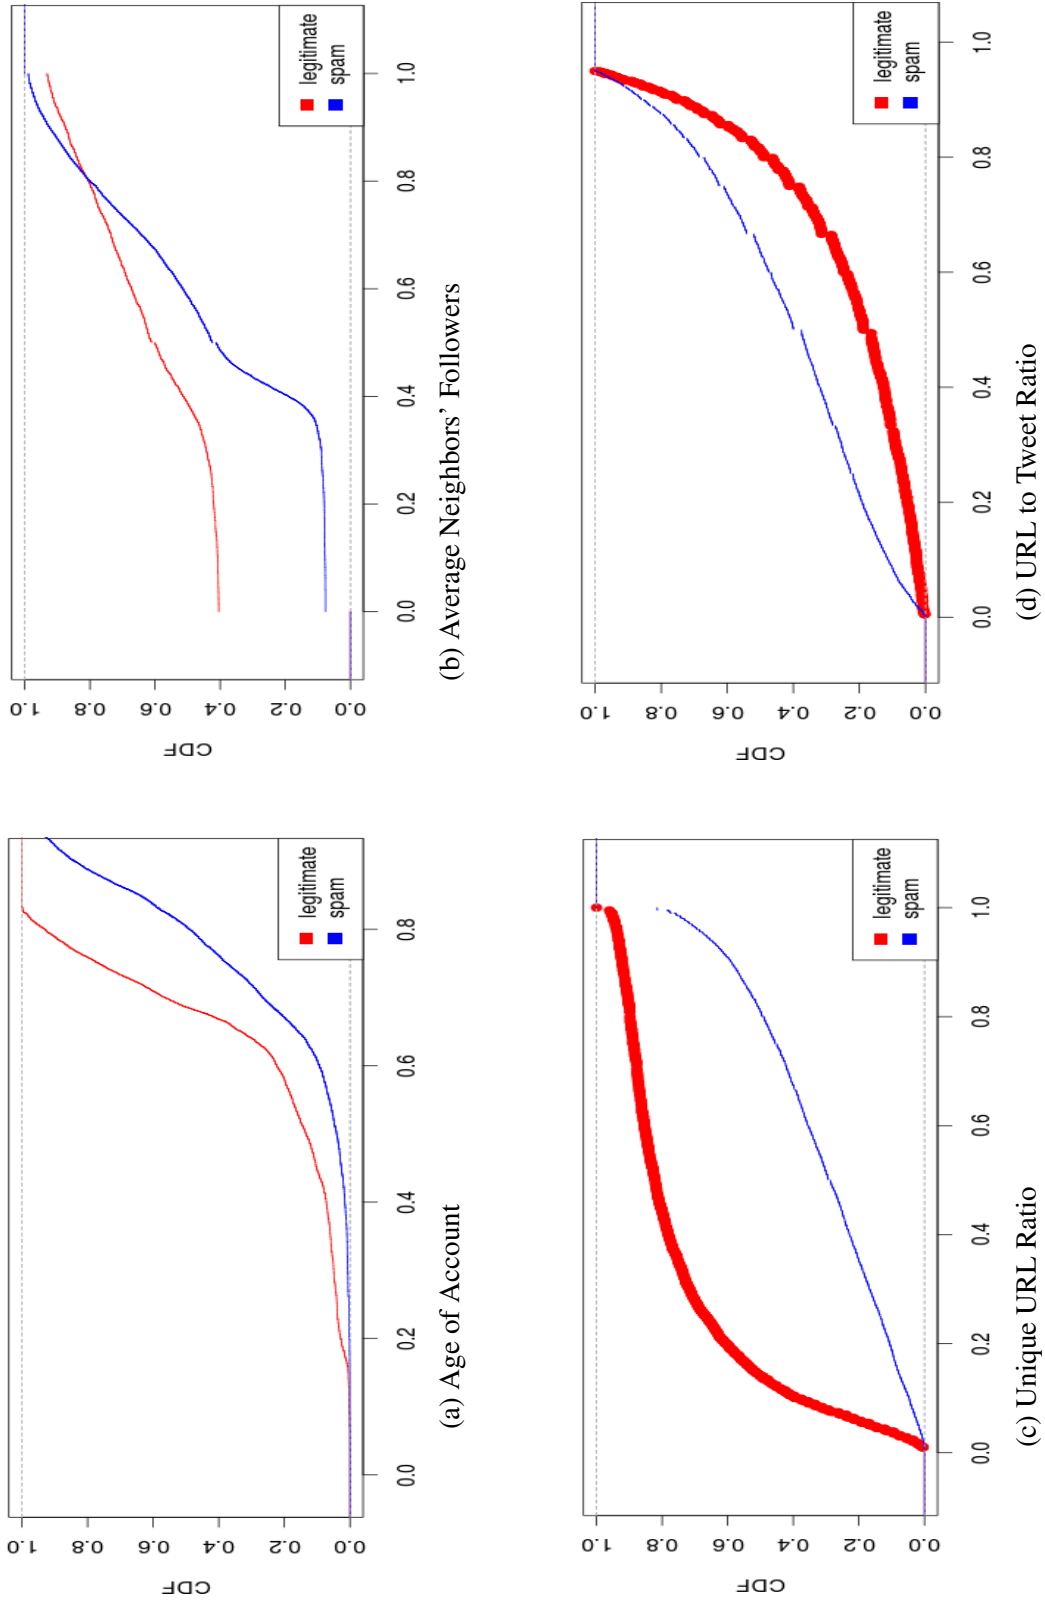 CDF
0.0 0.2 0.4 0.6 0.8 1.0
0.0 0.2 0.4 0.6 0.8
legitimate
spam
(a) Age of Account
CDF
0.0 0.2 0.4 0.6 0.8 1.0
0.0 0.2 0.4 0.6 0.8 1.0
legitimate
spam
(b) Average Neighbors’ Followers
CDF
0.0 0.2 0.4 0.6 0.8 1.0
0.0 0.2 0.4 0.6 0.8 1.0
legitimate
spam
(c) Unique URL Ratio
CDF
0.0 0.2 0.4 0.6 0.8 1.0
0.0 0.2 0.4 0.6 0.8 1.0
legitimate
spam
(d) URL to Tweet Ratio